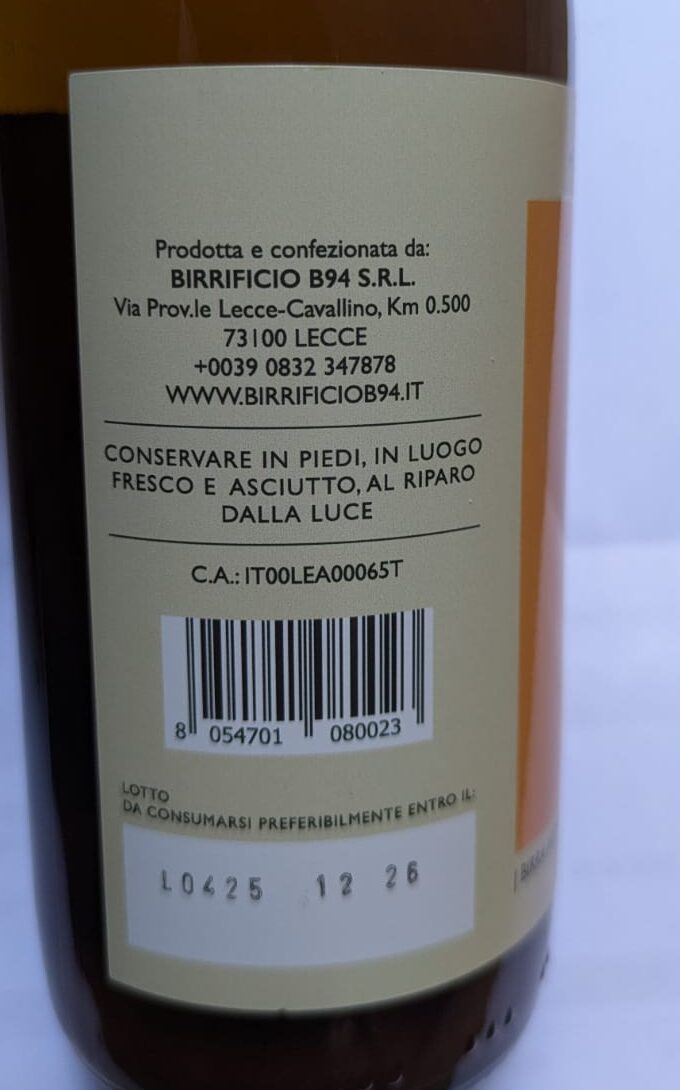 Prodotta e confezionata da:
BIRRIFICIO B94 S.R.L.
Via Prov.le Lecce-Cavallino, Km 0.500
73100 LECCE
+0039 0832 347878
WWW.BIRRIFICIOB94.IT
CONSERVARE IN PIEDI, IN LUOGO
FRESCO E ASCIUTTO, AL RIPARO
DALLA LUCE
C.A.: IT00LEA00065T
8 054701 080023
LOTTO
DA CONSUMARSI PREFERIBILMENTE ENTRO IL:
L0425 12 26